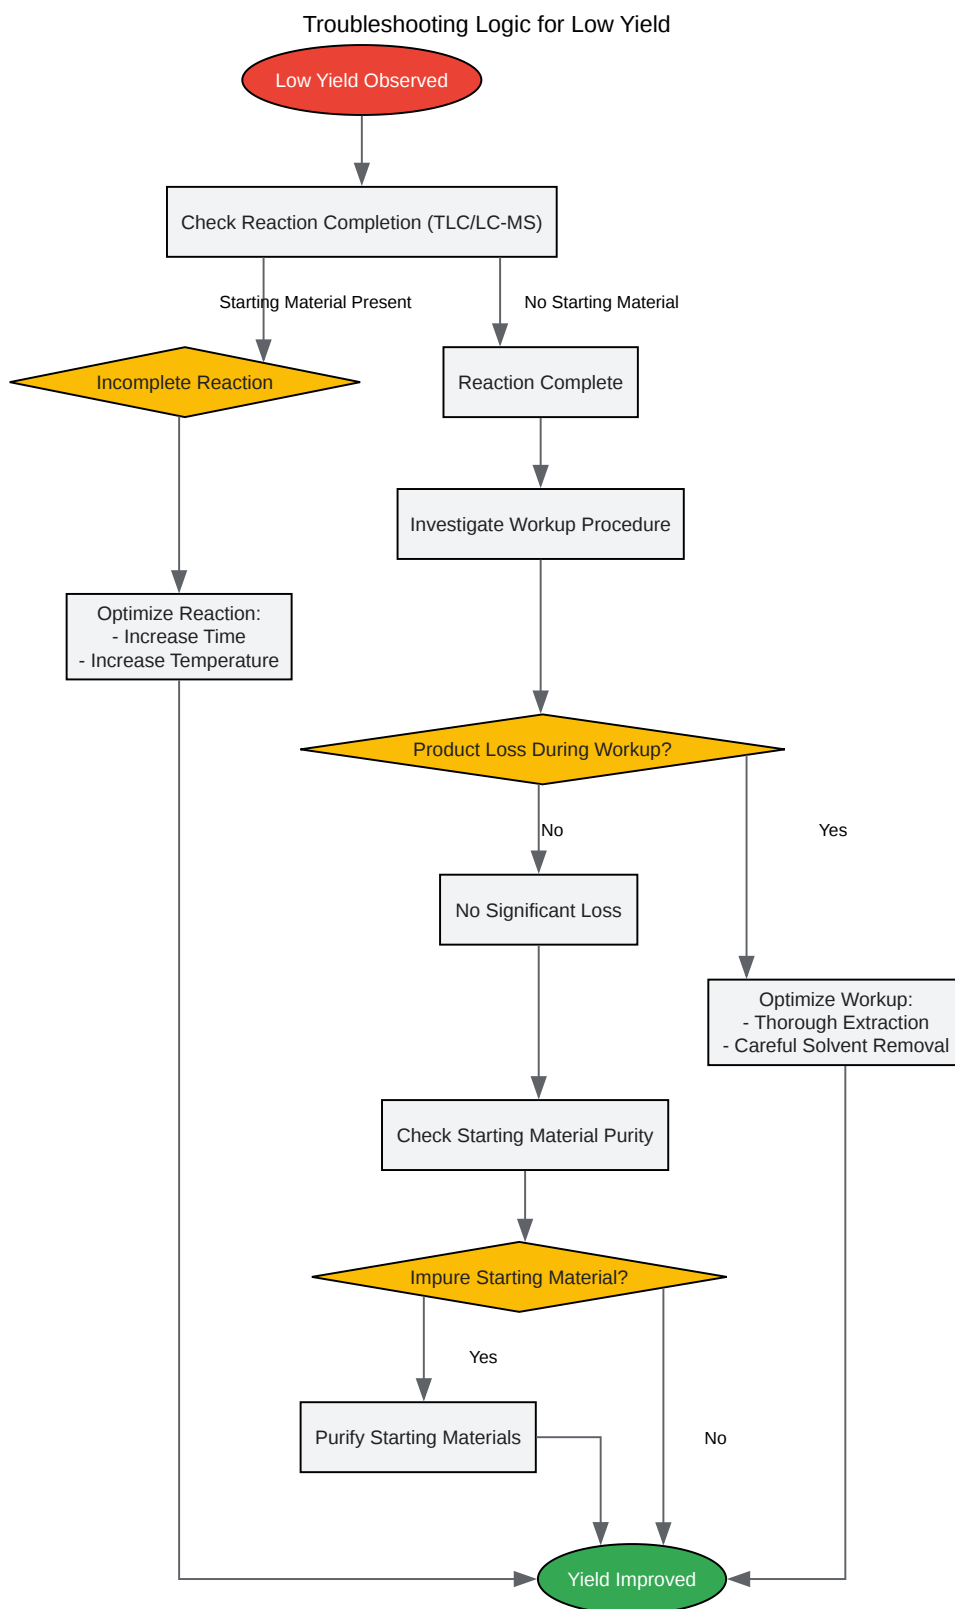 Troubleshooting Logic for Low Yield
Low Yield Observed
Check Reaction Completion (TLC/LC-MS)
Starting Material Present
No Starting Material
Incomplete Reaction
Reaction Complete
Investigate Workup Procedure
Optimize Reaction:
- Increase Time
- Increase Temperature
Product Loss During Workup?
No
Yes
No Significant Loss
Optimize Workup:
- Thorough Extraction
- Careful Solvent Removal
Check Starting Material Purity
Impure Starting Material?
Yes
Purify Starting Materials
No
Yield Improved